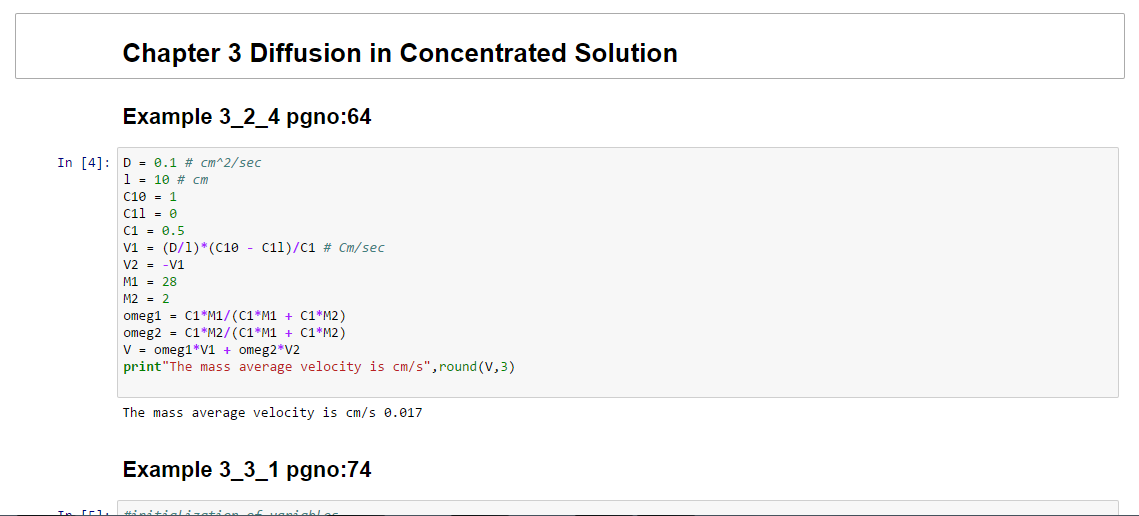 Chapter 3 Diffusion in Concentrated Solution
Example 3_2_4 pgno:64
In [4]: D = 0.1 # cm^2/sec
l = 10 # cm
C10 = 1
C1l = 0
C1 = 0.5
V1 = (D/l)*(C10 - C1l)/C1 # Cm/sec
V2 = -V1
M1 = 28
M2 = 2
omeg1 = C1*M1/(C1*M1 + C1*M2)
omeg2 = C1*M2/(C1*M1 + C1*M2)
V = omeg1*V1 + omeg2*V2
print"The mass average velocity is cm/s",round(V,3)
The mass average velocity is cm/s 0.017
Example 3_3_1 pgno:74
In [5]: #initialization of variables